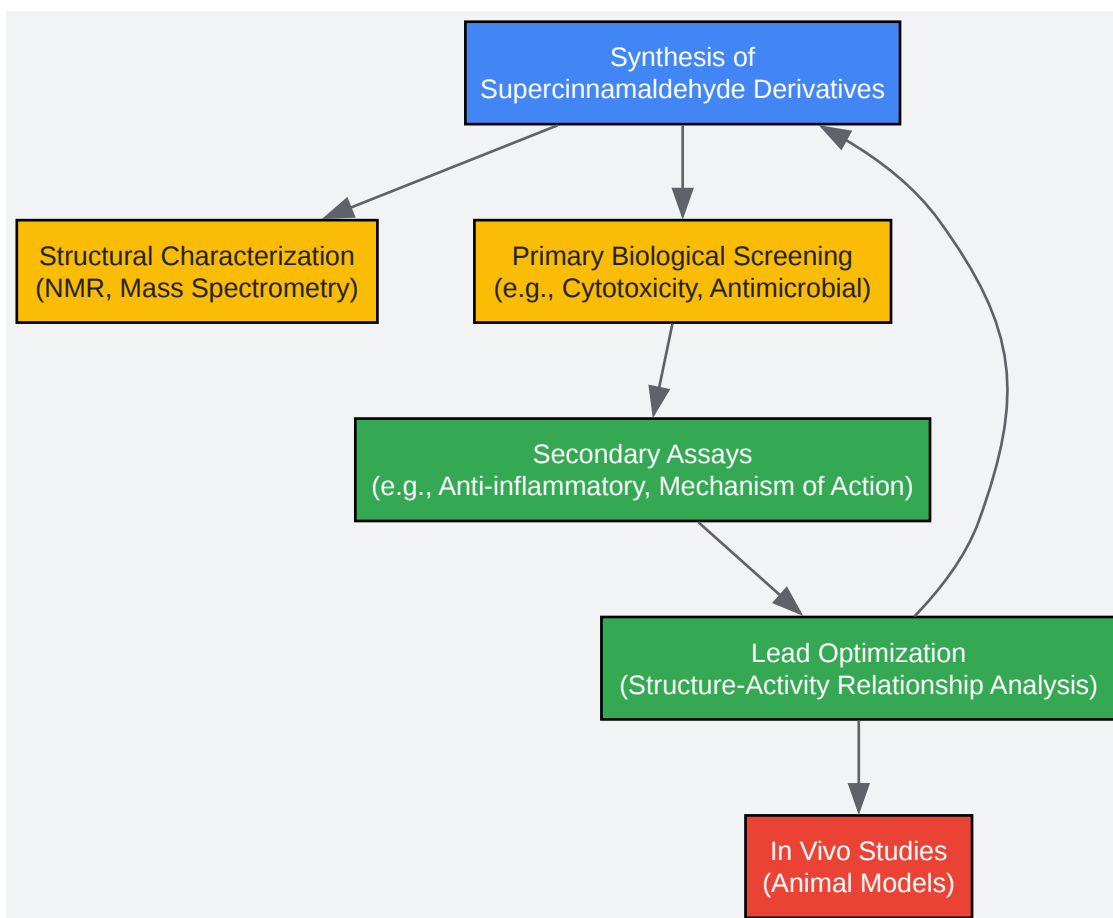 Synthesis of
Supercinnamaldehyde Derivatives
Structural Characterization
(NMR, Mass Spectrometry)
Primary Biological Screening
(e.g., Cytotoxicity, Antimicrobial)
Secondary Assays
(e.g., Anti-inflammatory, Mechanism of Action)
Lead Optimization
(Structure-Activity Relationship Analysis)
In Vivo Studies
(Animal Models)